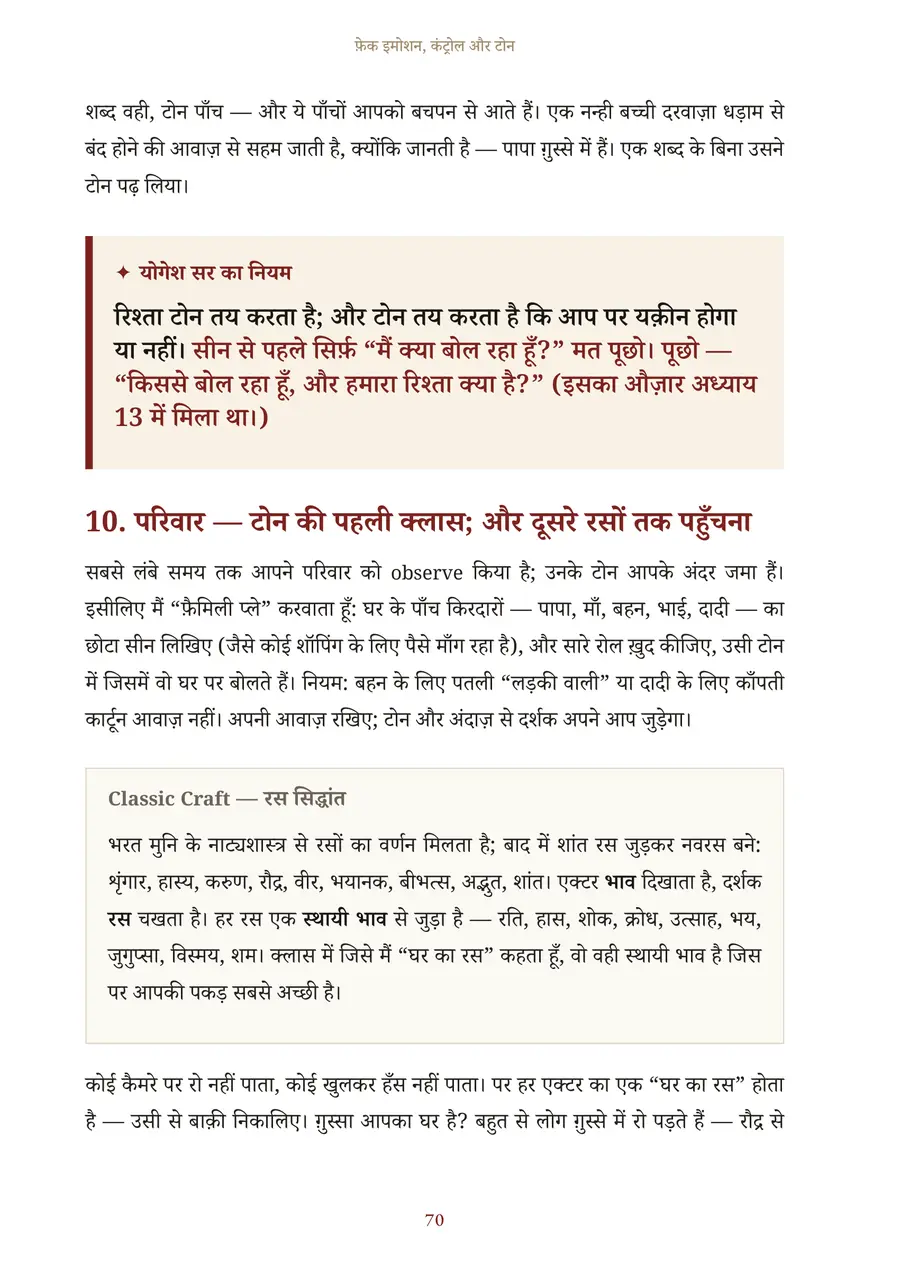 फ़ेक इमोशन, कंट्रोल और टोन
शब्द वही, टोन पाँच — और ये पाँचों आपको बचपन से आते हैं। एक नन्ही बच्ची दरवाज़ा धड़ाम से
बंद होने की आवाज़ से सहम जाती है, क्योंकि जानती है — पापा ग़ुस्से में हैं। एक शब्द के बिना उसने
टोन पढ़ लिया।
✦ योगेश सर का नियम
रिश्ता टोन तय करता है; और टोन तय करता है कि आप पर यक़ीन होगा
या नहीं। सीन से पहले सिर्फ़ “मैं क्या बोल रहा हूँ?” मत पूछो। पूछो —
“किससे बोल रहा हूँ, और हमारा रिश्ता क्या है?” (इसका औज़ार अध्याय
13 में मिला था।)
10. परिवार — टोन की पहली क्लास; और दूसरे रसों तक पहुँचना
सबसे लंबे समय तक आपने परिवार को observe किया है; उनके टोन आपके अंदर जमा हैं।
इसीलिए मैं “फ़ैमिली प्ले” करवाता हूँ: घर के पाँच किरदारों — पापा, माँ, बहन, भाई, दादी — का
छोटा सीन लिखिए (जैसे कोई शॉपिंग के लिए पैसे माँग रहा है), और सारे रोल ख़ुद कीजिए, उसी टोन
में जिसमें वो घर पर बोलते हैं। नियम: बहन के लिए पतली “लड़की वाली” या दादी के लिए काँपती
कार्टून आवाज़ नहीं। अपनी आवाज़ रखिए; टोन और अंदाज़ से दर्शक अपने आप जुड़ेगा।
Classic Craft — रस सिद्धांत
भरत मुनि के नाट्यशास्त्र से रसों का वर्णन मिलता है; बाद में शांत रस जुड़कर नवरस बने:
शृंगार, हास्य, करुण, रौद्र, वीर, भयानक, बीभत्स, अद्भुत, शांत। एक्टर भाव दिखाता है, दर्शक
रस चखता है। हर रस एक स्थायी भाव से जुड़ा है — रति, हास, शोक, क्रोध, उत्साह, भय,
जुगुप्सा, विस्मय, शम। क्लास में जिसे मैं “घर का रस” कहता हूँ, वो वही स्थायी भाव है जिस
पर आपकी पकड़ सबसे अच्छी है।
कोई कैमरे पर रो नहीं पाता, कोई खुलकर हँस नहीं पाता। पर हर एक्टर का एक “घर का रस” होता
है — उसी से बाक़ी निकालिए। ग़ुस्सा आपका घर है? बहुत से लोग ग़ुस्से में रो पड़ते हैं — रौद्र से
70